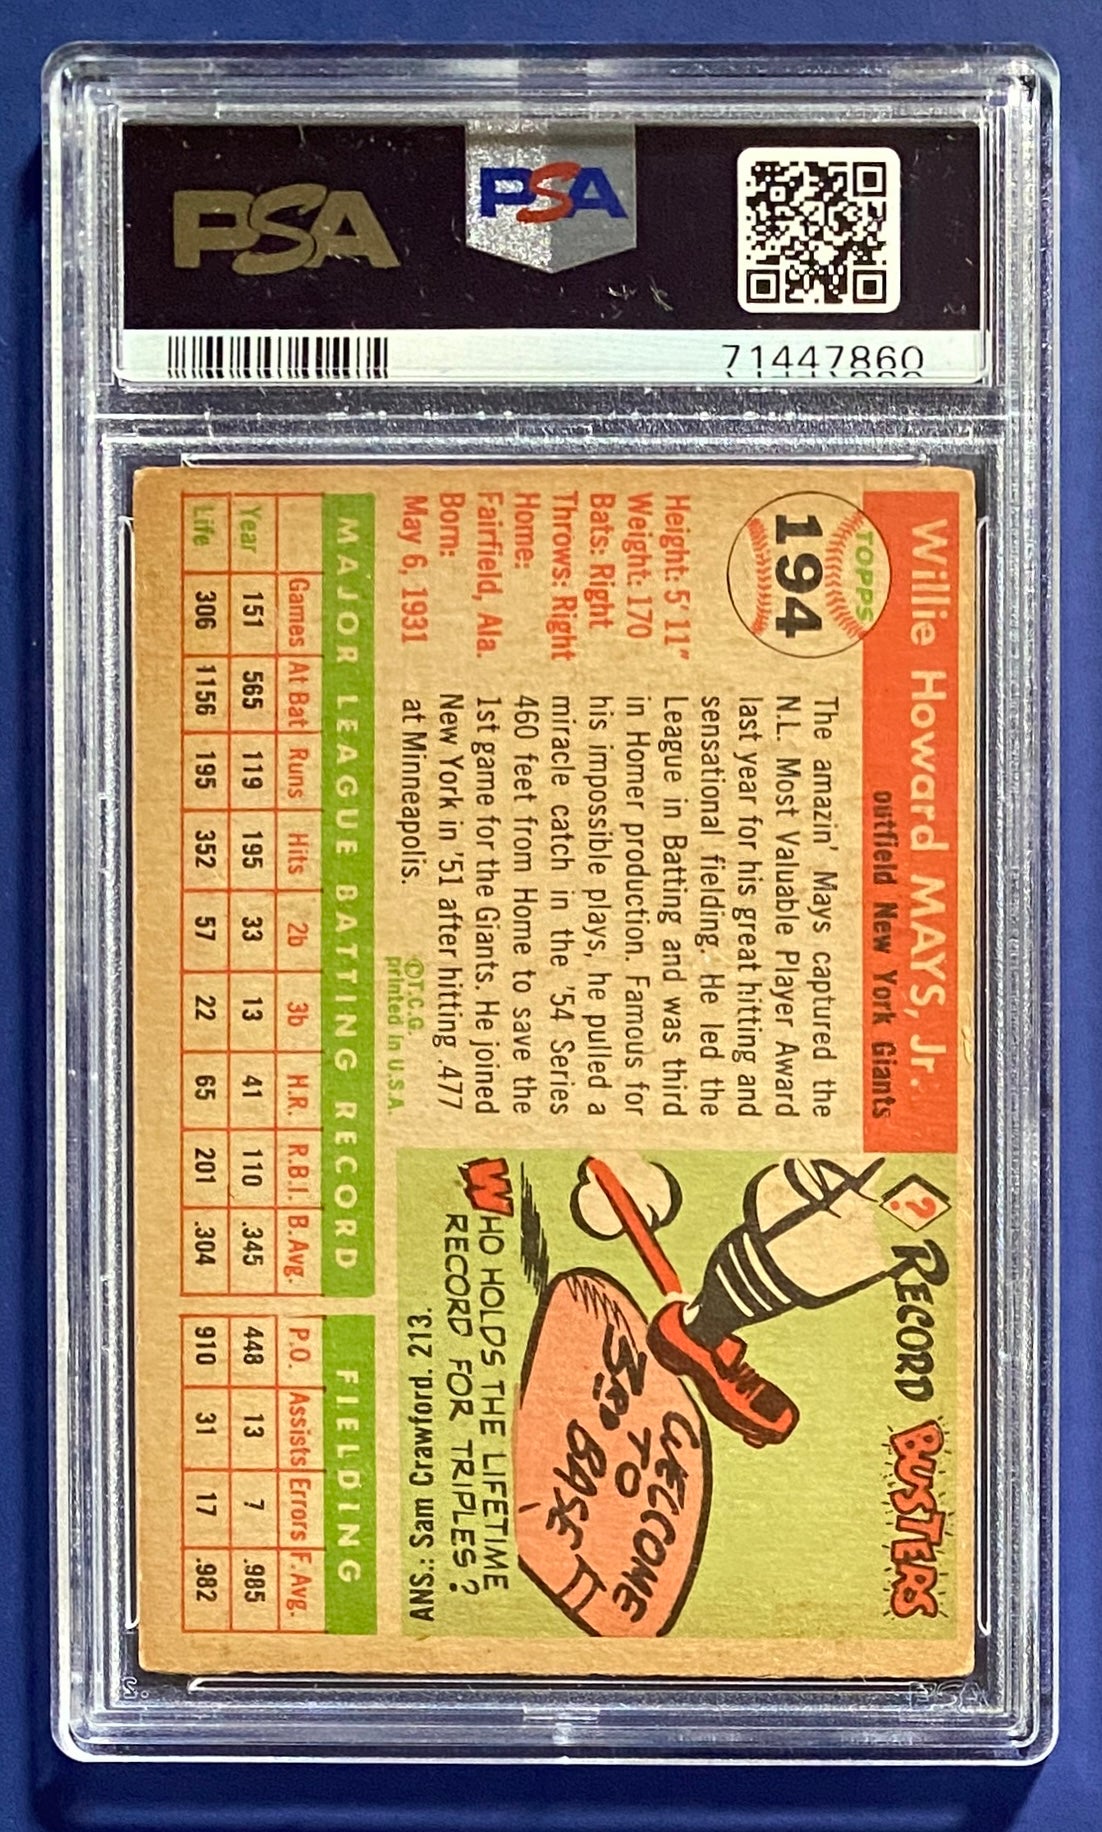 PSA
PSA
71447860
Willie Howard MAYS, Jr.
outfield New York Giants
TOPPS
194
Height: 5'11"
Weight: 170
Bats: Right
Throws: Right
Home:
Fairfield, Ala.
Born:
May 6, 1931
The amazin' Mays captured the
N.L. Most Valuable Player Award
last year for his great hitting and
sensational fielding. He led the
League in Batting and was third
in Homer production. Famous for
his impossible plays, he pulled a
miracle catch in the '54 Series
460 feet from Home to save the
1st game for the Giants. He joined
New York in '51 after hitting .477
at Minneapolis.
©T.C.G.
printed in U.S.A.
? RECORD BUSTERS
WELCOME
TO
3RD BASE!!
WHO HOLDS THE LIFETIME
RECORD FOR TRIPLES?
ANS.: Sam Crawford. 213.
MAJOR LEAGUE BATTING RECORD FIELDING
Games At Bat Runs Hits 2b 3b H.R. R.B.I. B.Avg. P.O. Assists Errors F.Avg.
Year 151 565 119 195 33 13 41 110 .345 448 13 7 .985
Life 306 1156 195 352 57 22 65 201 .304 910 31 17 .982